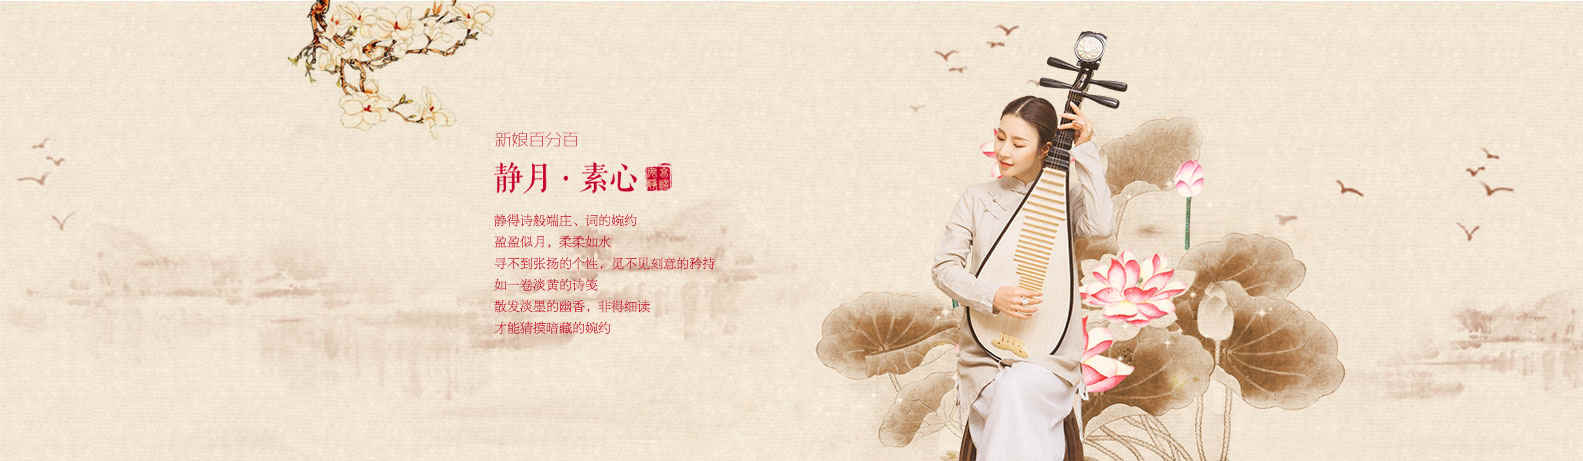 新娘百分百
静月·素心
静得诗般端庄、词的婉约
盈盈似月，柔柔如水
寻不到张扬的个性，见不见刻意的矜持
如一卷淡黄的诗笺
散发淡墨的幽香，非得细读
才能猜摸暗藏的婉约